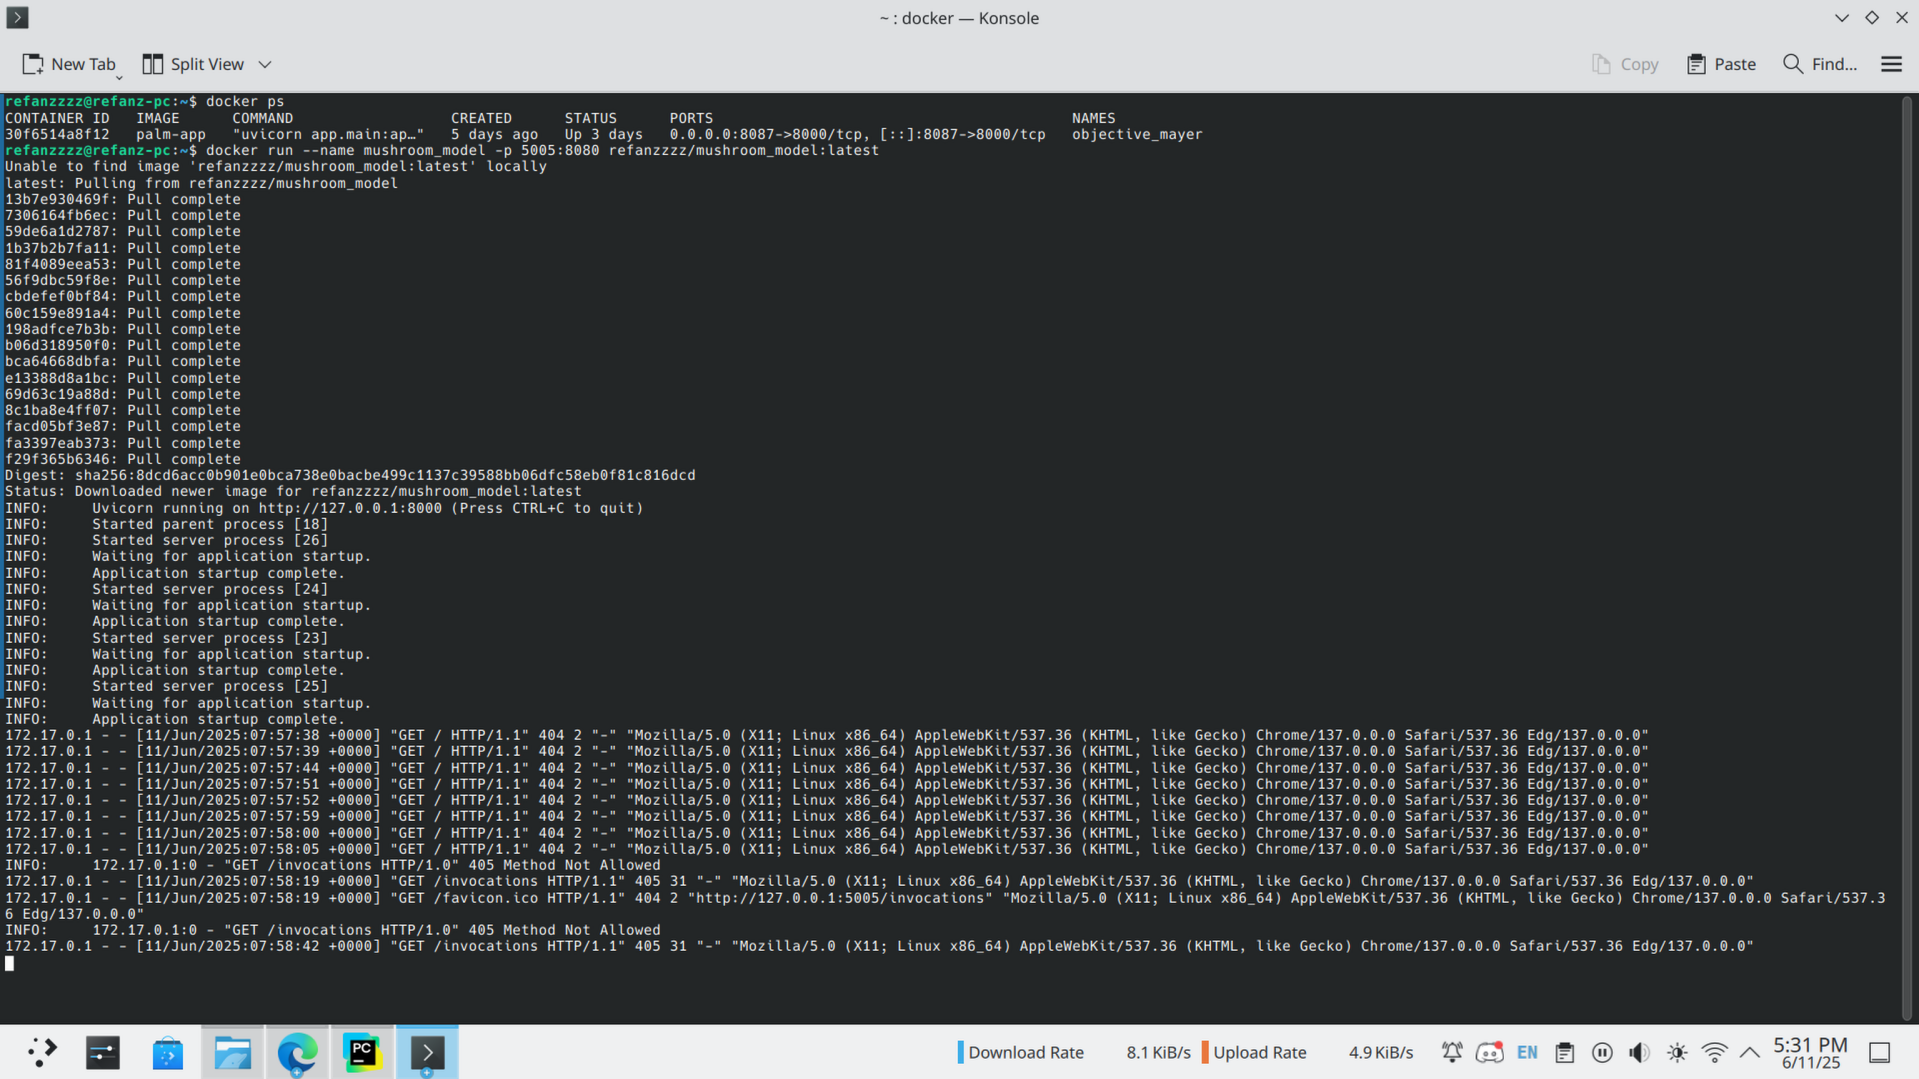 ~ : docker — Konsole
New Tab
Split View
Copy
Paste
Find...
refanzzzz@refanz-pc:~$ docker ps
CONTAINER ID   IMAGE      COMMAND                  CREATED      STATUS      PORTS                                         NAMES
30f6514a8f12   palm-app   "uvicorn app.main:ap…"   5 days ago   Up 3 days   0.0.0.0:8087->8000/tcp, [::]:8087->8000/tcp   objective_mayer
refanzzzz@refanz-pc:~$ docker run --name mushroom_model -p 5005:8080 refanzzzz/mushroom_model:latest
Unable to find image 'refanzzzz/mushroom_model:latest' locally
latest: Pulling from refanzzzz/mushroom_model
13b7e930469f: Pull complete
7306164fb6ec: Pull complete
59de6a1d2787: Pull complete
1b37b2b7fa11: Pull complete
81f4089eea53: Pull complete
56f9dbc59f8e: Pull complete
cbdefef0bf84: Pull complete
60c159e891a4: Pull complete
198adfce7b3b: Pull complete
b06d318950f0: Pull complete
bca64668dbfa: Pull complete
e13388d8a1bc: Pull complete
69d63c19a88d: Pull complete
8c1ba8e4ff07: Pull complete
facd05bf3e87: Pull complete
fa3397eab373: Pull complete
f29f365b6346: Pull complete
Digest: sha256:8dcd6acc0b901e0bca738e0bacbe499c1137c39588bb06dfc58eb0f81c816dcd
Status: Downloaded newer image for refanzzzz/mushroom_model:latest
INFO:     Uvicorn running on http://127.0.0.1:8000 (Press CTRL+C to quit)
INFO:     Started parent process [18]
INFO:     Started server process [26]
INFO:     Waiting for application startup.
INFO:     Application startup complete.
INFO:     Started server process [24]
INFO:     Waiting for application startup.
INFO:     Application startup complete.
INFO:     Started server process [23]
INFO:     Waiting for application startup.
INFO:     Application startup complete.
INFO:     Started server process [25]
INFO:     Waiting for application startup.
INFO:     Application startup complete.
172.17.0.1 - - [11/Jun/2025:07:57:38 +0000] "GET / HTTP/1.1" 404 2 "-" "Mozilla/5.0 (X11; Linux x86_64) AppleWebKit/537.36 (KHTML, like Gecko) Chrome/137.0.0.0 Safari/537.36 Edg/137.0.0.0"
172.17.0.1 - - [11/Jun/2025:07:57:39 +0000] "GET / HTTP/1.1" 404 2 "-" "Mozilla/5.0 (X11; Linux x86_64) AppleWebKit/537.36 (KHTML, like Gecko) Chrome/137.0.0.0 Safari/537.36 Edg/137.0.0.0"
172.17.0.1 - - [11/Jun/2025:07:57:44 +0000] "GET / HTTP/1.1" 404 2 "-" "Mozilla/5.0 (X11; Linux x86_64) AppleWebKit/537.36 (KHTML, like Gecko) Chrome/137.0.0.0 Safari/537.36 Edg/137.0.0.0"
172.17.0.1 - - [11/Jun/2025:07:57:51 +0000] "GET / HTTP/1.1" 404 2 "-" "Mozilla/5.0 (X11; Linux x86_64) AppleWebKit/537.36 (KHTML, like Gecko) Chrome/137.0.0.0 Safari/537.36 Edg/137.0.0.0"
172.17.0.1 - - [11/Jun/2025:07:57:52 +0000] "GET / HTTP/1.1" 404 2 "-" "Mozilla/5.0 (X11; Linux x86_64) AppleWebKit/537.36 (KHTML, like Gecko) Chrome/137.0.0.0 Safari/537.36 Edg/137.0.0.0"
172.17.0.1 - - [11/Jun/2025:07:57:59 +0000] "GET / HTTP/1.1" 404 2 "-" "Mozilla/5.0 (X11; Linux x86_64) AppleWebKit/537.36 (KHTML, like Gecko) Chrome/137.0.0.0 Safari/537.36 Edg/137.0.0.0"
172.17.0.1 - - [11/Jun/2025:07:58:00 +0000] "GET / HTTP/1.1" 404 2 "-" "Mozilla/5.0 (X11; Linux x86_64) AppleWebKit/537.36 (KHTML, like Gecko) Chrome/137.0.0.0 Safari/537.36 Edg/137.0.0.0"
172.17.0.1 - - [11/Jun/2025:07:58:05 +0000] "GET / HTTP/1.1" 404 2 "-" "Mozilla/5.0 (X11; Linux x86_64) AppleWebKit/537.36 (KHTML, like Gecko) Chrome/137.0.0.0 Safari/537.36 Edg/137.0.0.0"
INFO:     172.17.0.1:0 - "GET /invocations HTTP/1.0" 405 Method Not Allowed
172.17.0.1 - - [11/Jun/2025:07:58:19 +0000] "GET /invocations HTTP/1.1" 405 31 "-" "Mozilla/5.0 (X11; Linux x86_64) AppleWebKit/537.36 (KHTML, like Gecko) Chrome/137.0.0.0 Safari/537.36 Edg/137.0.0.0"
172.17.0.1 - - [11/Jun/2025:07:58:19 +0000] "GET /favicon.ico HTTP/1.1" 404 2 "http://127.0.0.1:5005/invocations" "Mozilla/5.0 (X11; Linux x86_64) AppleWebKit/537.36 (KHTML, like Gecko) Chrome/137.0.0.0 Safari/537.3
6 Edg/137.0.0.0"
INFO:     172.17.0.1:0 - "GET /invocations HTTP/1.0" 405 Method Not Allowed
172.17.0.1 - - [11/Jun/2025:07:58:42 +0000] "GET /invocations HTTP/1.1" 405 31 "-" "Mozilla/5.0 (X11; Linux x86_64) AppleWebKit/537.36 (KHTML, like Gecko) Chrome/137.0.0.0 Safari/537.36 Edg/137.0.0.0"
PC
Download Rate 8.1 KiB/s
Upload Rate 4.9 KiB/s
EN
5:31 PM
6/11/25